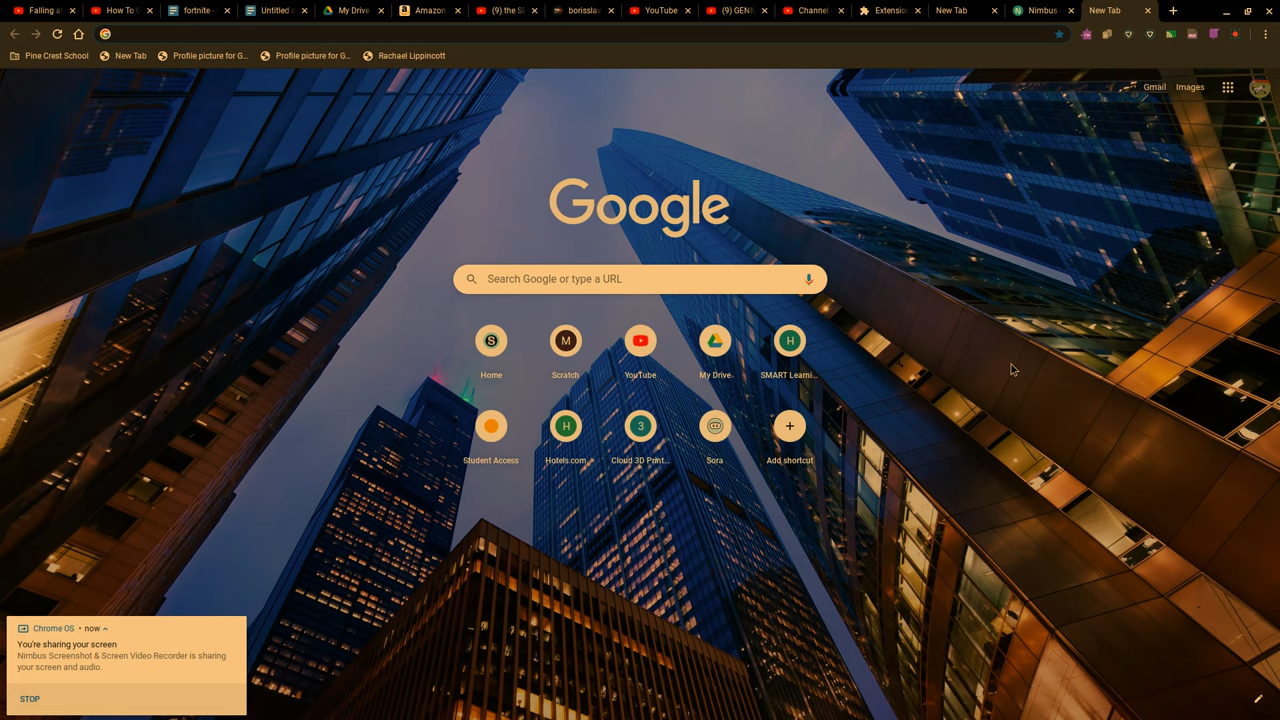 Falling a
How To
fortnite -
Untitled
My Drive
Amazon
(9) the S
borisslav
YouTube
(9) GEN
Channel
Extensio
New Tab
Nimbus
New Tab
Pine Crest School
New Tab
Profile picture for G...
Profile picture for G...
Rachael Lippincott
Gmail
Images
Google
Search Google or type a URL
S
M
H
Home
Scratch
YouTube
My Drive
SMART Learni...
H
3
Student Access
Hotels.com
Cloud 3D Print...
Sora
Add shortcut
Chrome OS • now
You're sharing your screen
Nimbus Screenshot & Screen Video Recorder is sharing
your screen and audio.
STOP